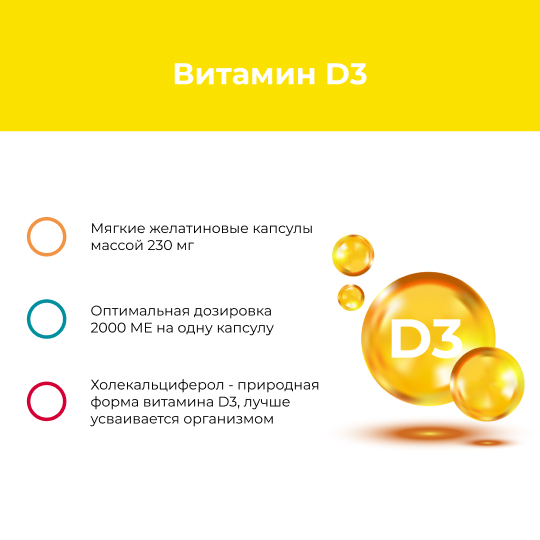 Витамин D3
Мягкие желатиновые капсулы
массой 230 мг
Оптимальная дозировка
2000 МЕ на одну капсулу
Холекальциферол - природная
форма витамина D3, лучше
усваивается организмом
D3